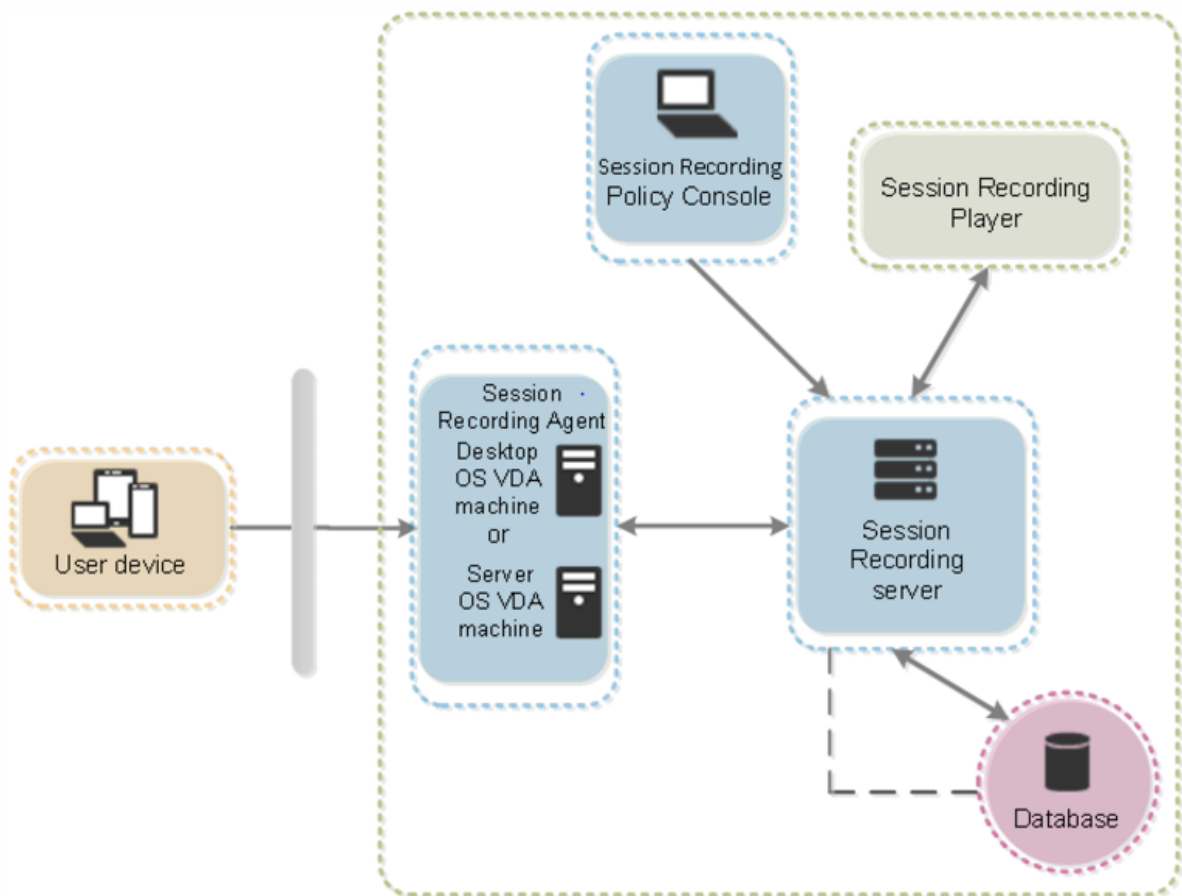 Session Recording
Policy Console
Session Recording
Player
Session
Recording Agent
Desktop
OS VDA
machine
or
Server
OS VDA
machine
User device
Session
Recording
server
Database